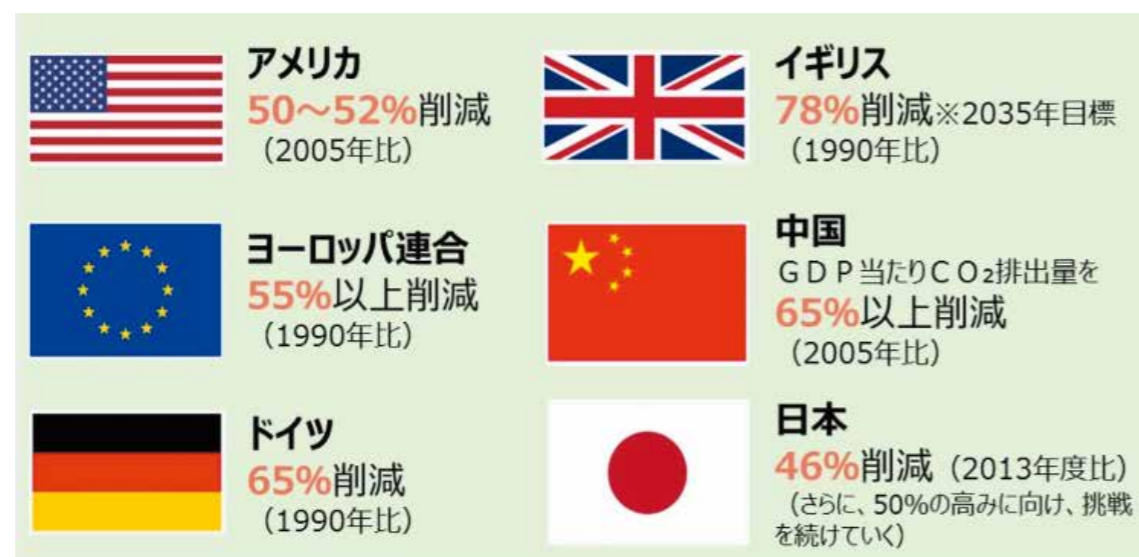 アメリカ
50～52%削減
（2005年比）
イギリス
78%削減※2035年目標
（1990年比）
ヨーロッパ連合
55%以上削減
（1990年比）
中国
ＧＤＰ当たりＣＯ₂排出量を
65%以上削減
（2005年比）
ドイツ
65%削減
（1990年比）
日本
46%削減（2013年度比）
（さらに、50%の高みに向け、挑戦
を続けていく）